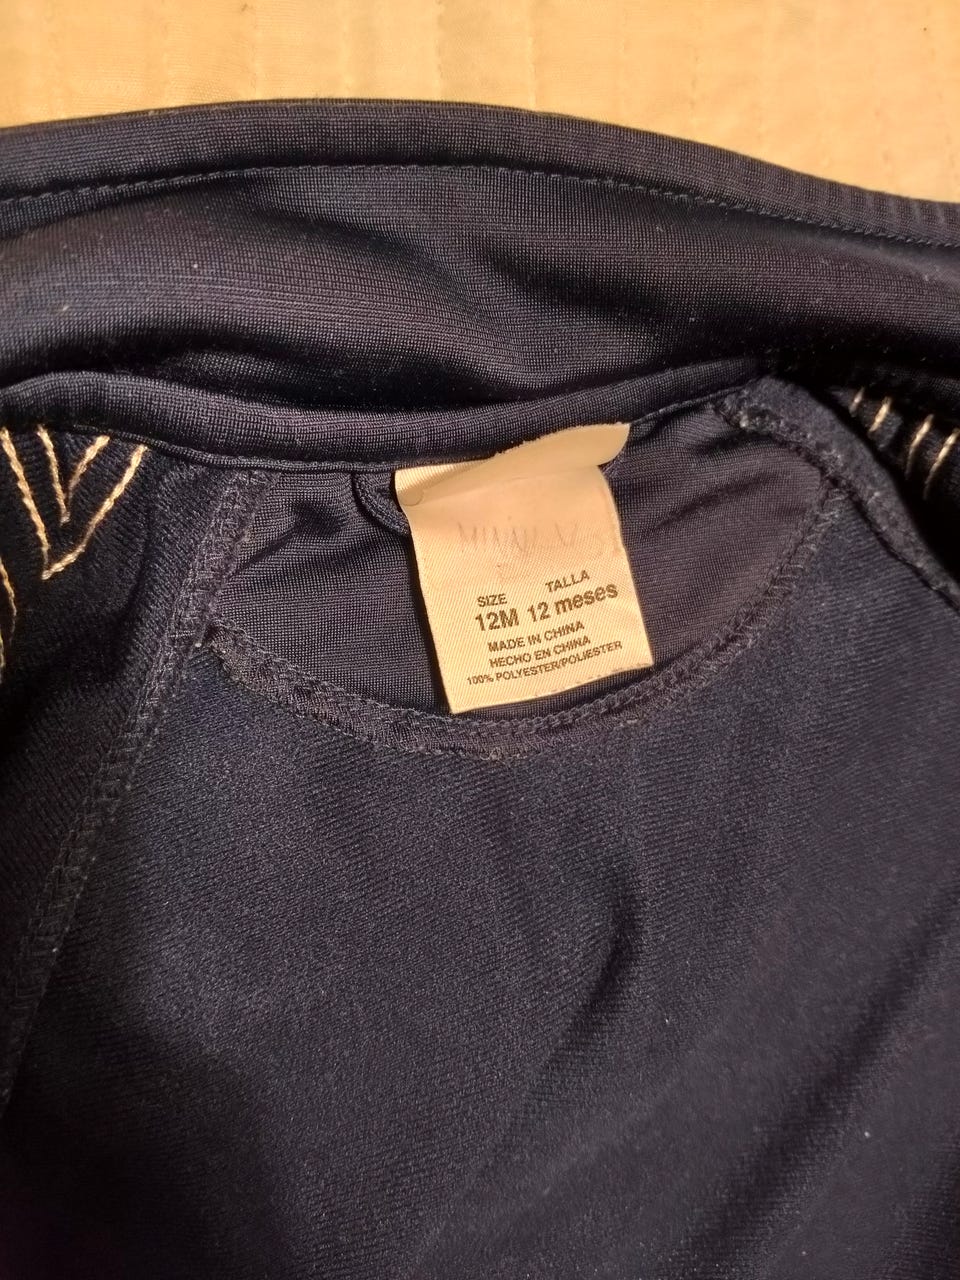 SIZE TALLA
12M 12 meses
MADE IN CHINA
HECHO EN CHINA
100% POLYESTER/POLIESTER